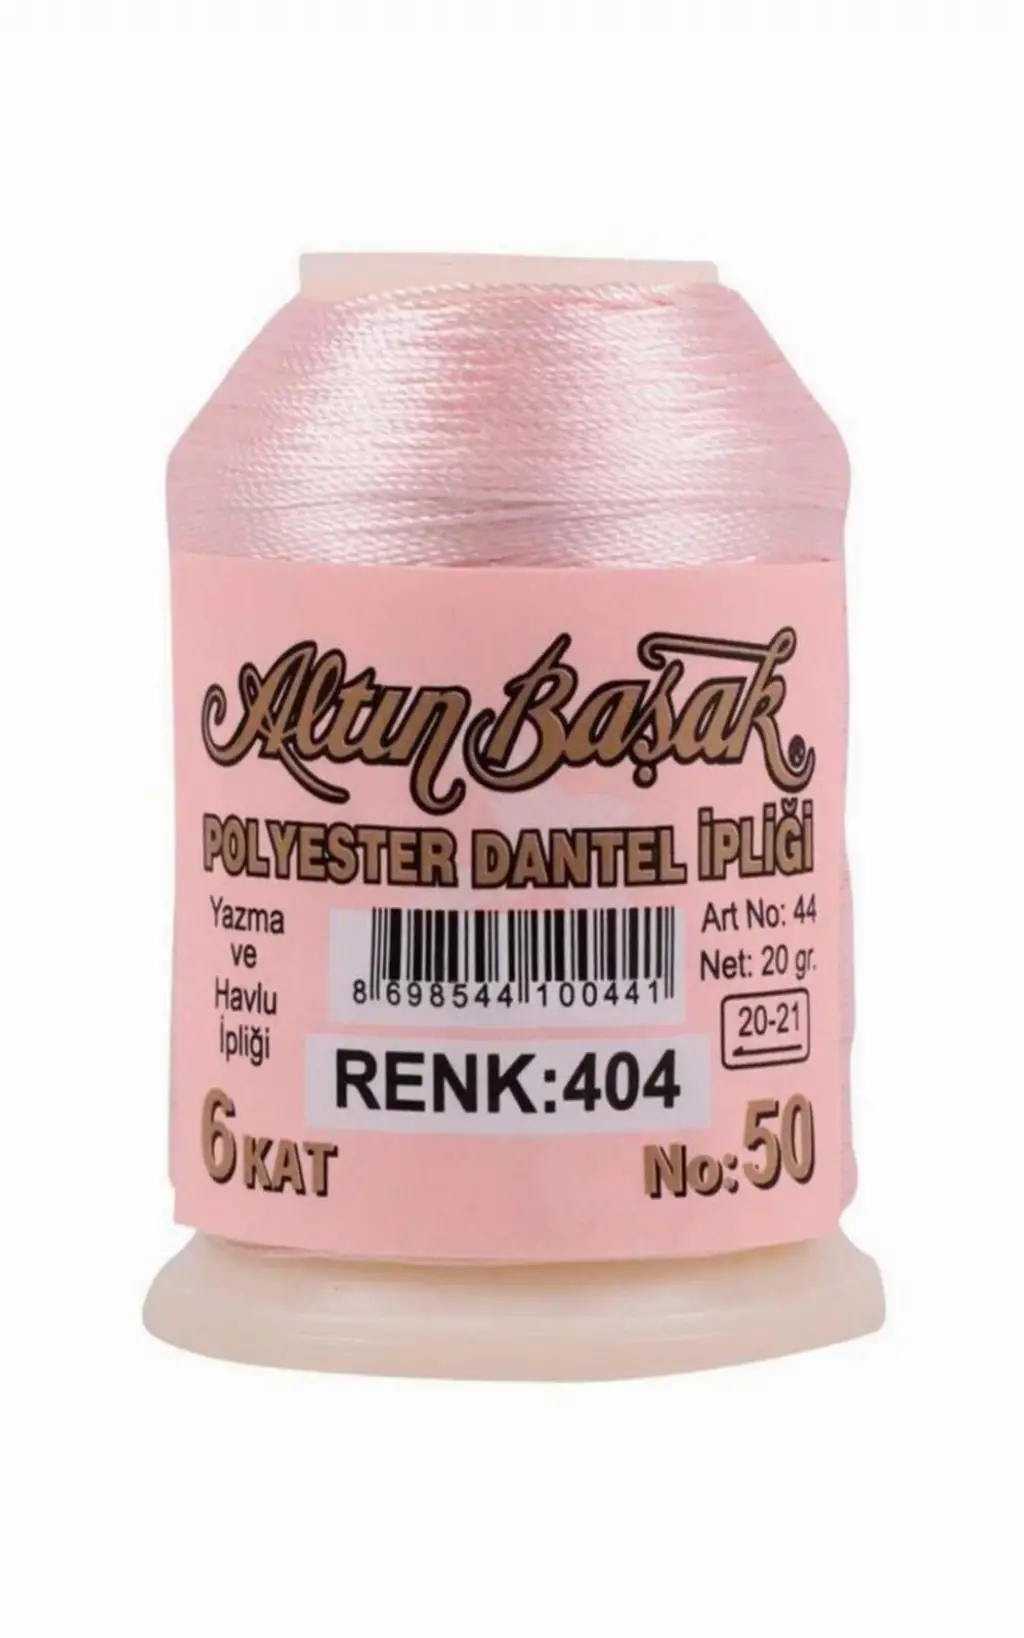 Altın Başak®
POLYESTER DANTEL İPLİĞİ
Yazma
ve
Havlu
İpliği
8 698544 100441
Art No: 44
Net: 20 gr.
20-21
RENK:404
6 KAT
No:50